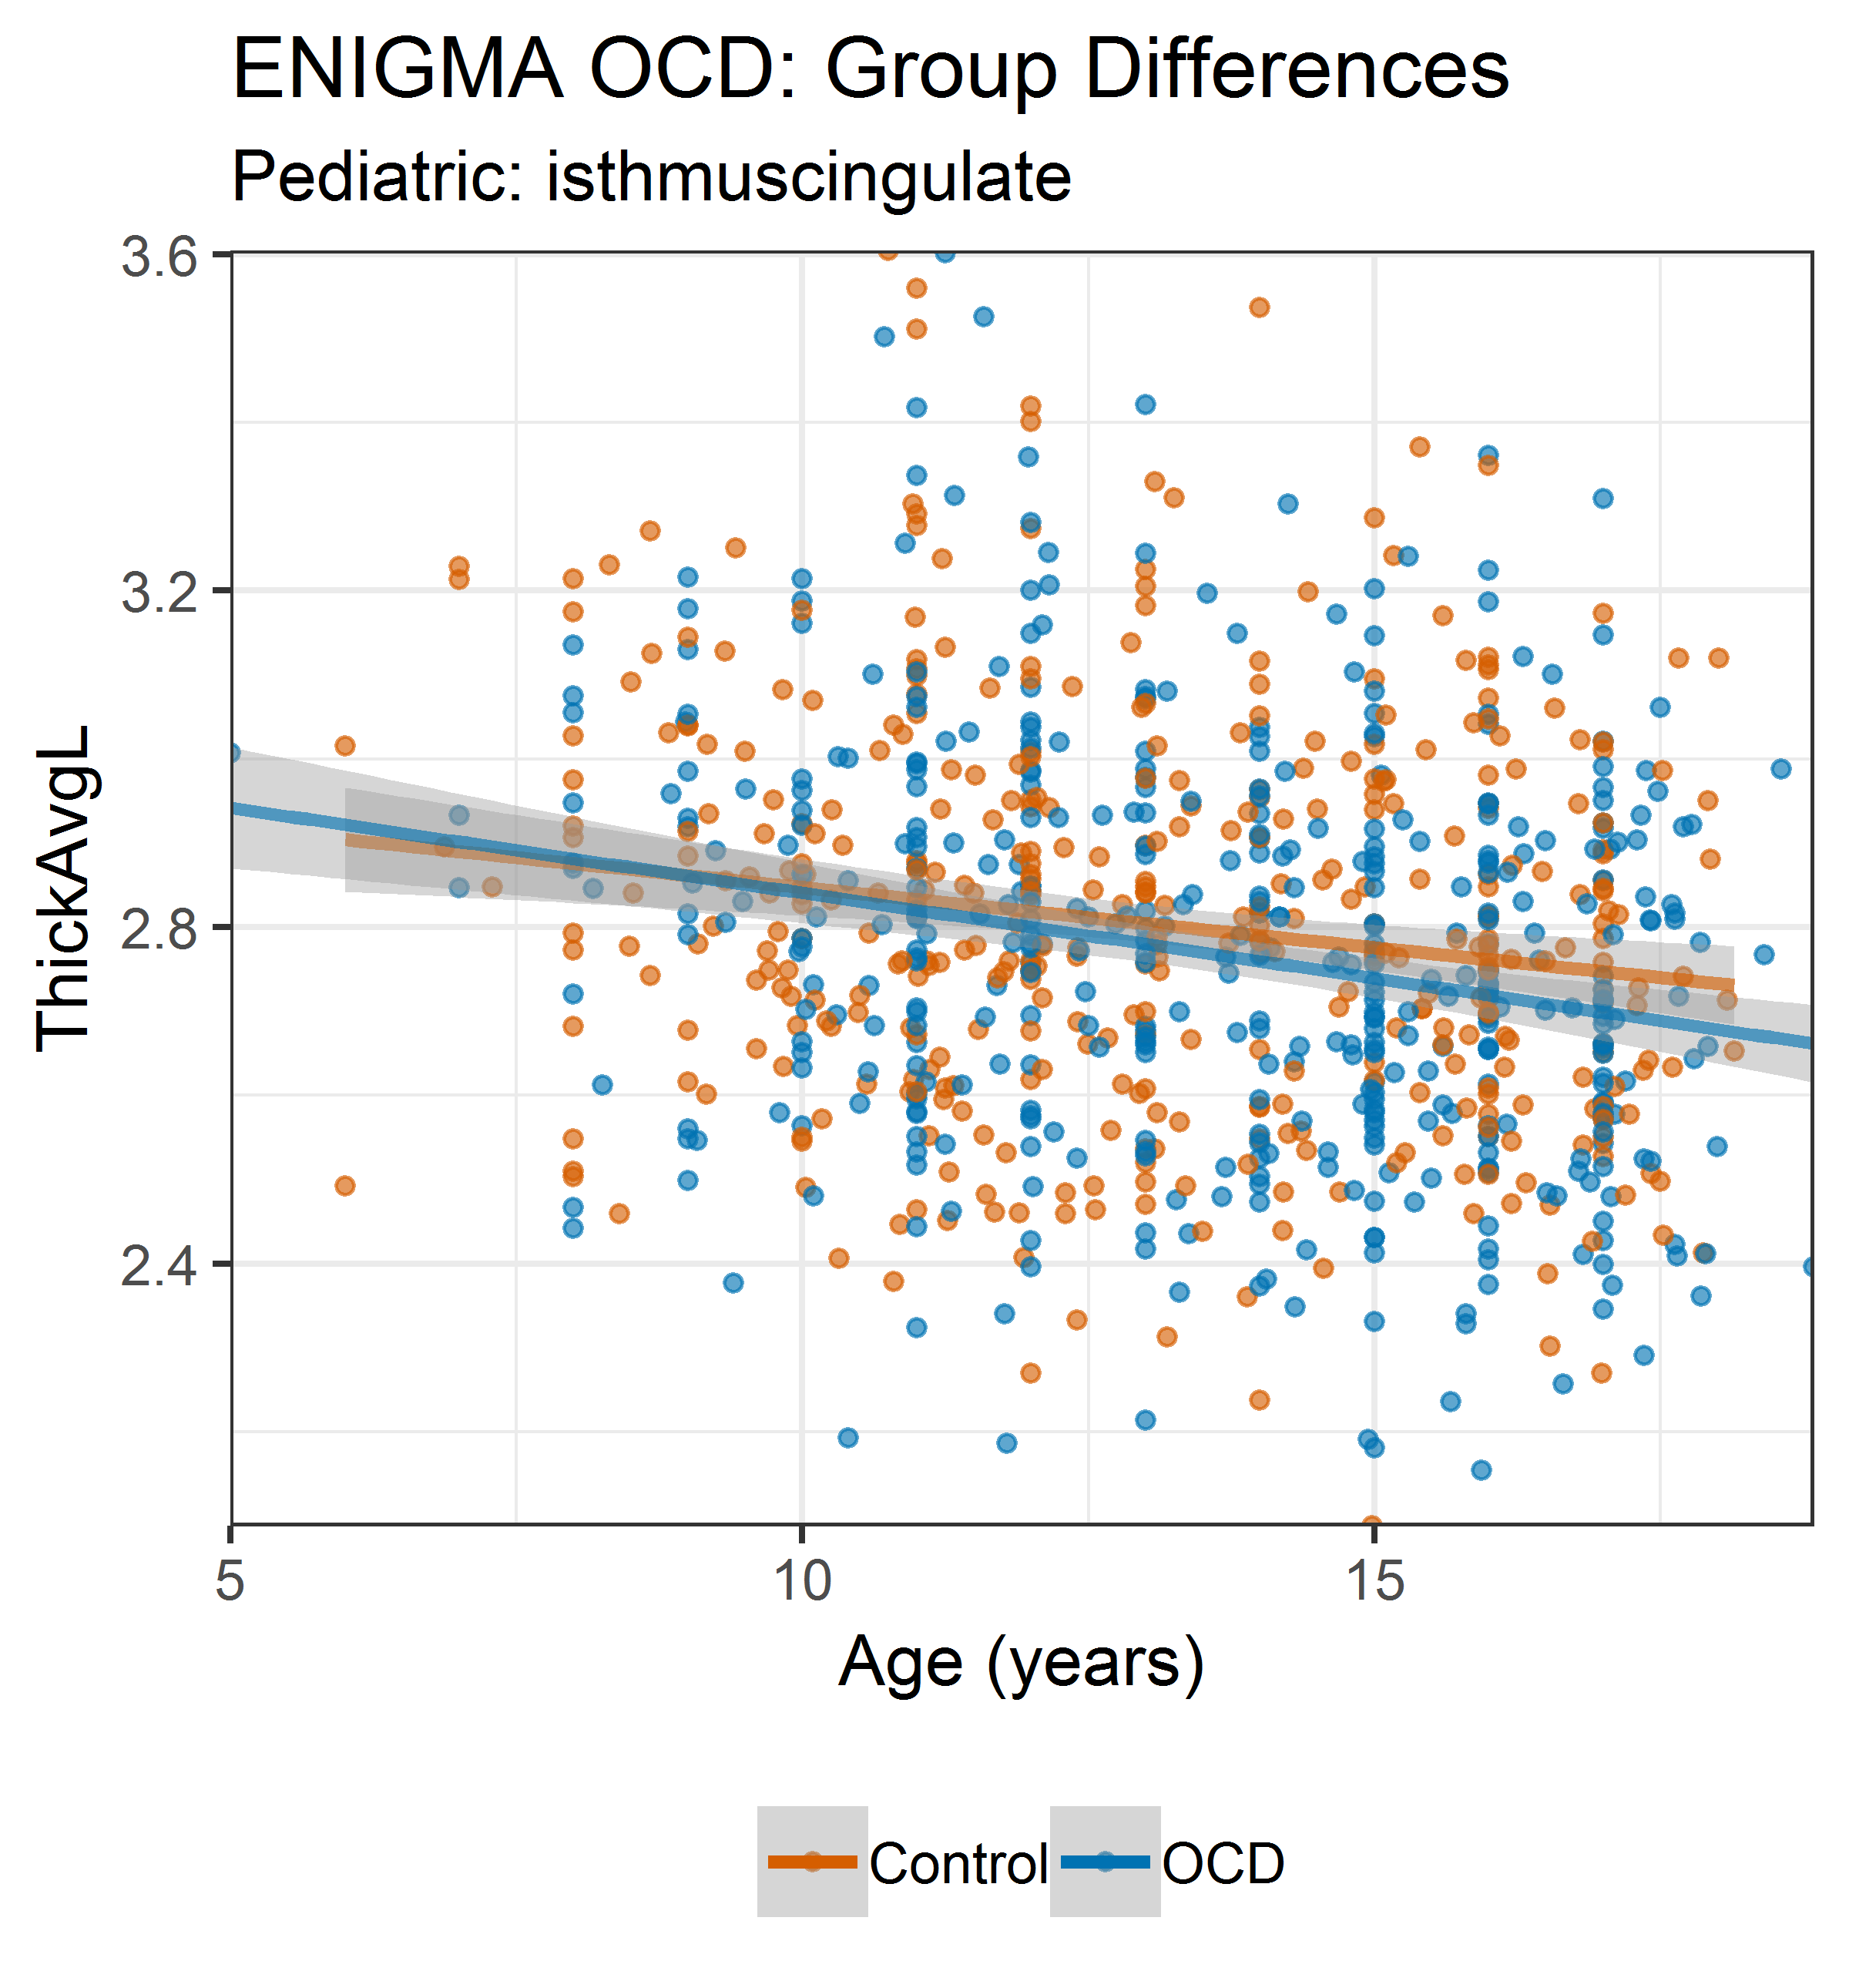 ENIGMA OCD: Group Differences
Pediatric: isthmuscingulate
3.6
3.2
2.8
2.4
ThickAvgL
5 10 15
Age (years)
Control OCD